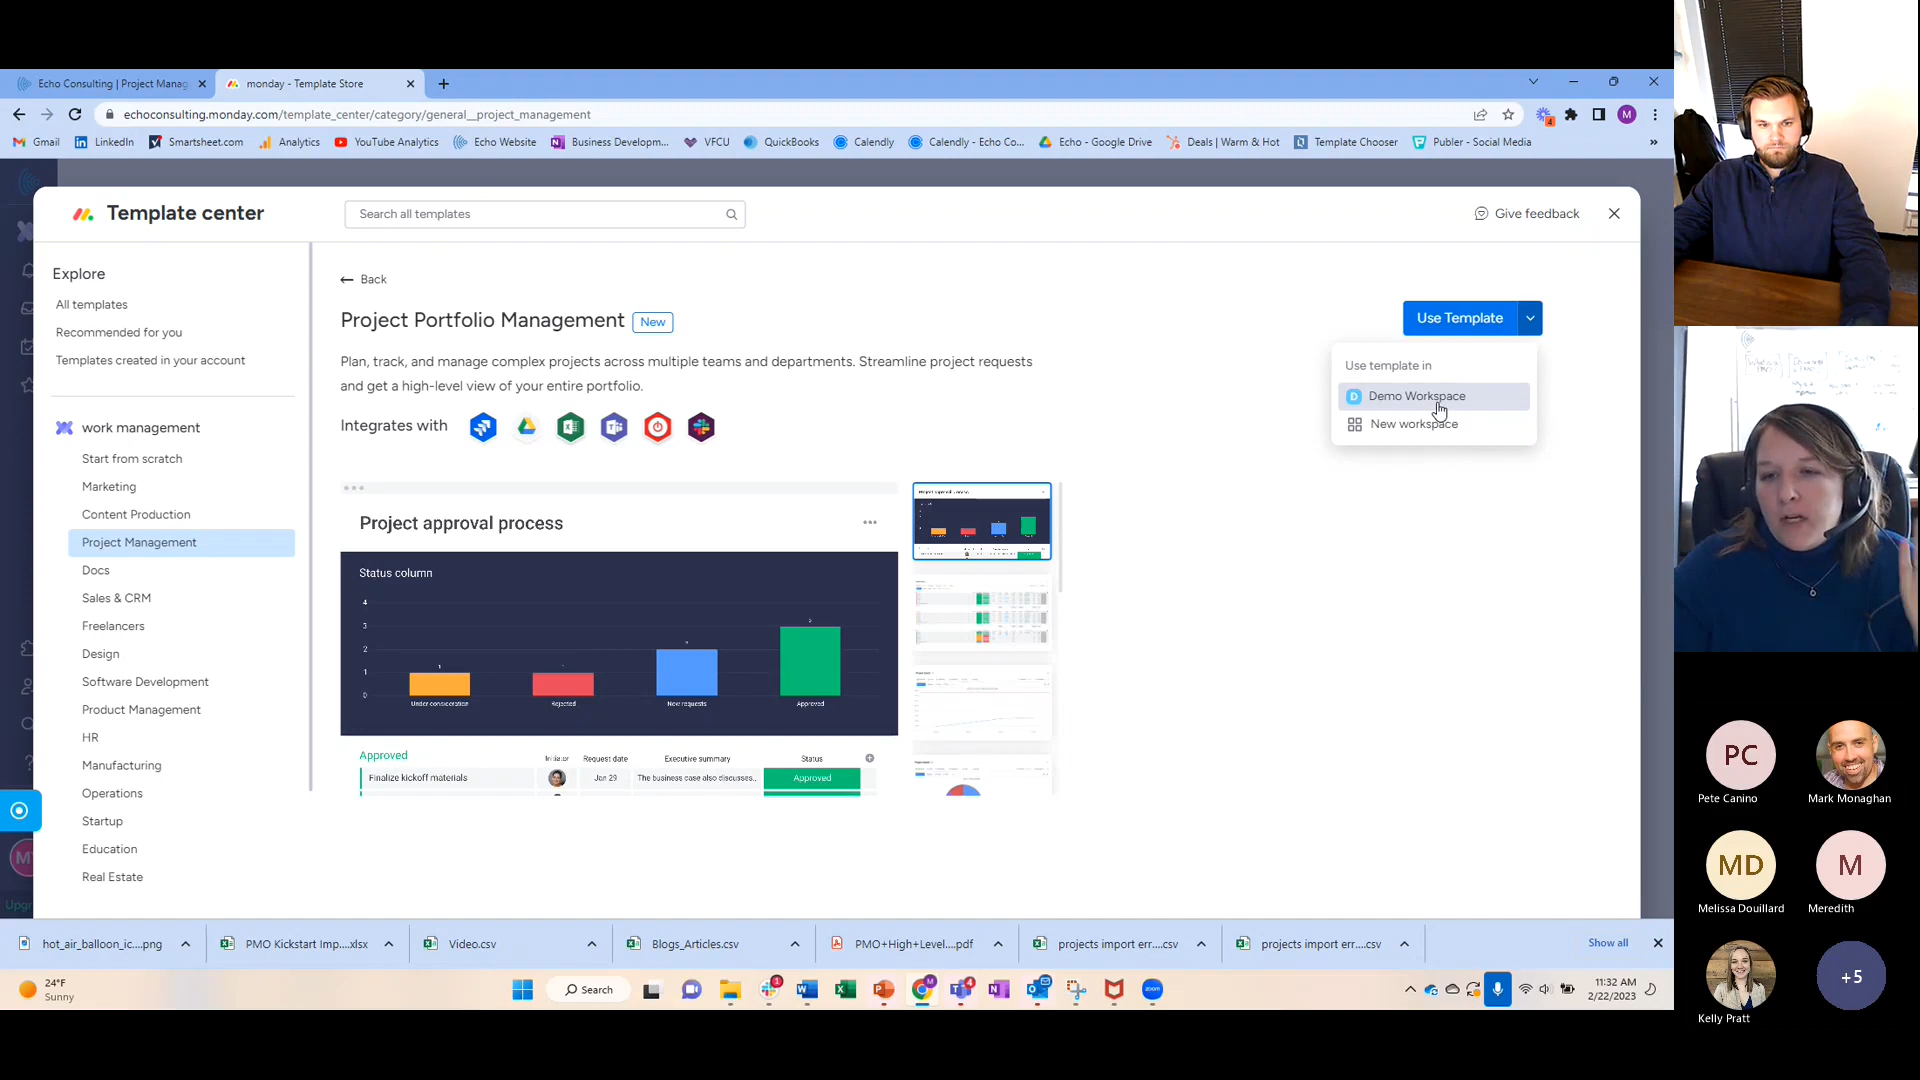 Echo Consulting | Project Manag
monday - Template Store
echoconsulting.monday.com/template_center/category/general__project_management
Gmail
LinkedIn
Smartsheet.com
Analytics
YouTube Analytics
Echo Website
Business Developm...
VFCU
QuickBooks
Calendly
Calendly - Echo Co...
Echo - Google Drive
Deals | Warm & Hot
Template Chooser
Publer - Social Media
Template center
Search all templates
Give feedback
Explore
All templates
Recommended for you
Templates created in your account
work management
Start from scratch
Marketing
Content Production
Project Management
Docs
Sales & CRM
Freelancers
Design
Software Development
Product Management
HR
Manufacturing
Operations
Startup
Education
Real Estate
Back
Project Portfolio Management New
Plan, track, and manage complex projects across multiple teams and departments. Streamline project requests
and get a high-level view of your entire portfolio.
Integrates with
Use Template
Use template in
D Demo Workspace
New workspace
Project approval process
Status column
4
3
2
1
0
Under consideration
Rejected
New requests
Approved
Approved
Initiator
Request date
Executive summary
Status
Finalize kickoff materials
Jan 29
The business case also discusses..
Approved
hot_air_balloon_ic....png
PMO Kickstart Imp....xlsx
Video.csv
Blogs_Articles.csv
PMO+High+Level....pdf
projects import err....csv
projects import err....csv
Show all
24°F
Sunny
Search
11:32 AM
2/22/2023
PC
Pete Canino
Mark Monaghan
MD
Melissa Douillard
M
Meredith
Kelly Pratt
+5